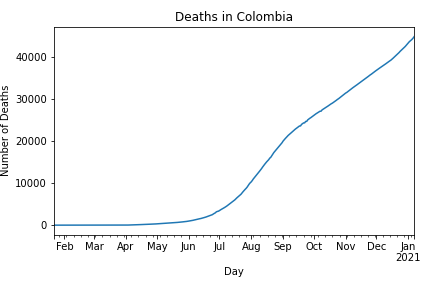 Deaths in Colombia
Number of Deaths
40000
30000
20000
10000
0
Feb Mar Apr May Jun Jul Aug Sep Oct Nov Dec Jan
2021
Day